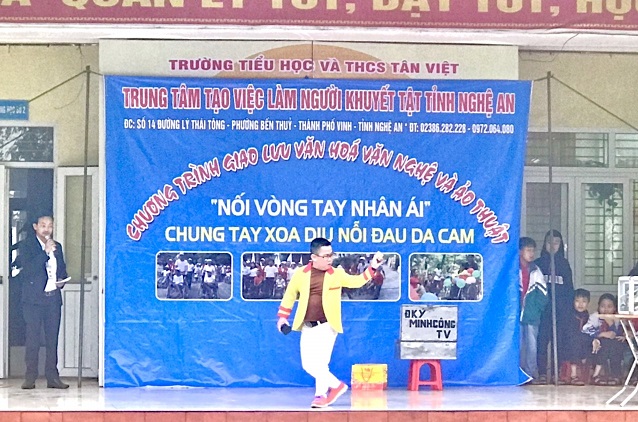 QUẢN LÝ TỐT, DẠY TỐT, HỌ
TRƯỜNG TIỂU HỌC VÀ THCS TÂN VIỆT
TRUNG TÂM TẠO VIỆC LÀM NGƯỜI KHUYẾT TẬT TỈNH NGHỆ AN
ĐC: SỐ 14 ĐƯỜNG LÝ THÁI TÔNG - PHƯỜNG BẾN THUỶ - THÀNH PHỐ VINH - TỈNH NGHỆ AN * ĐT: 02386.282.228 - 0972.064.080
CHƯƠNG TRÌNH GIAO LƯU VĂN HOÁ VĂN NGHỆ VÀ ẢO THUẬT
"NỐI VÒNG TAY NHÂN ÁI"
CHUNG TAY XOA DỊU NỖI ĐAU DA CAM
ĐKÝ
MINHCÔNG
TV